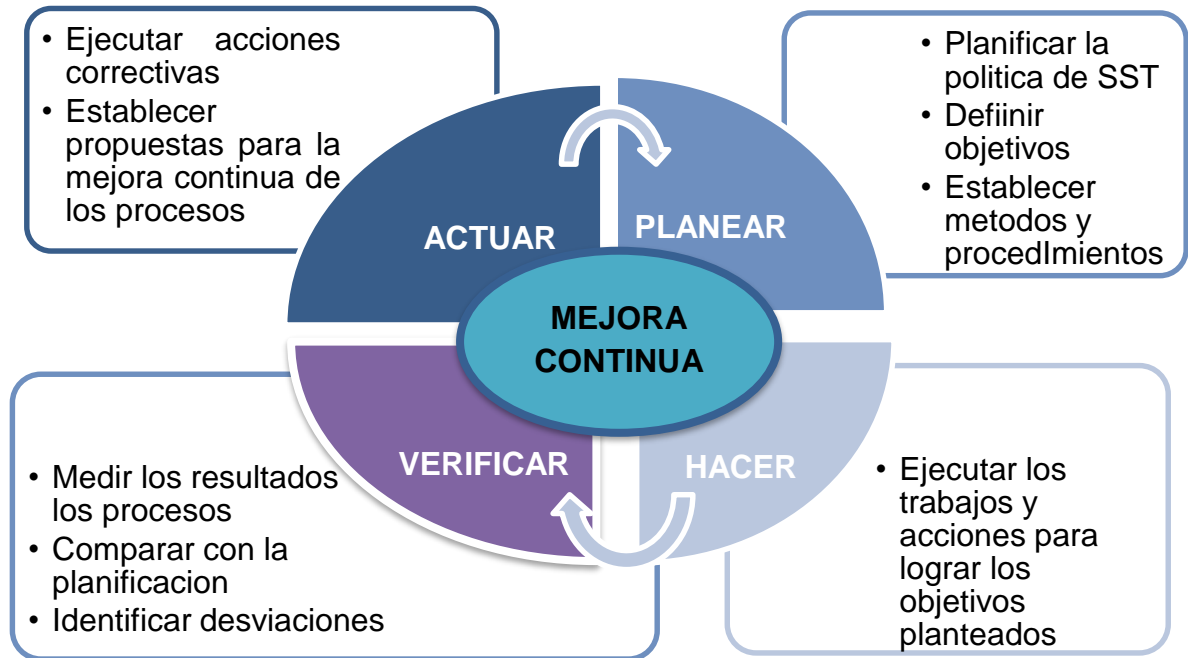 • Ejecutar acciones
correctivas
• Establecer
propuestas para la
mejora continua de
los procesos
• Planificar la
politica de SST
• Defiinir
objetivos
• Establecer
metodos y
procedImientos
ACTUAR
PLANEAR
MEJORA
CONTINUA
VERIFICAR
HACER
• Medir los resultados
los procesos
• Comparar con la
planificacion
• Identificar desviaciones
• Ejecutar los
trabajos y
acciones para
lograr los
objetivos
planteados